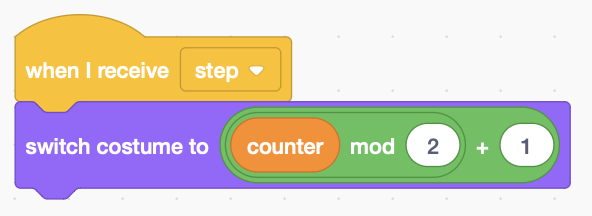 when I receive step
switch costume to counter mod 2 + 1